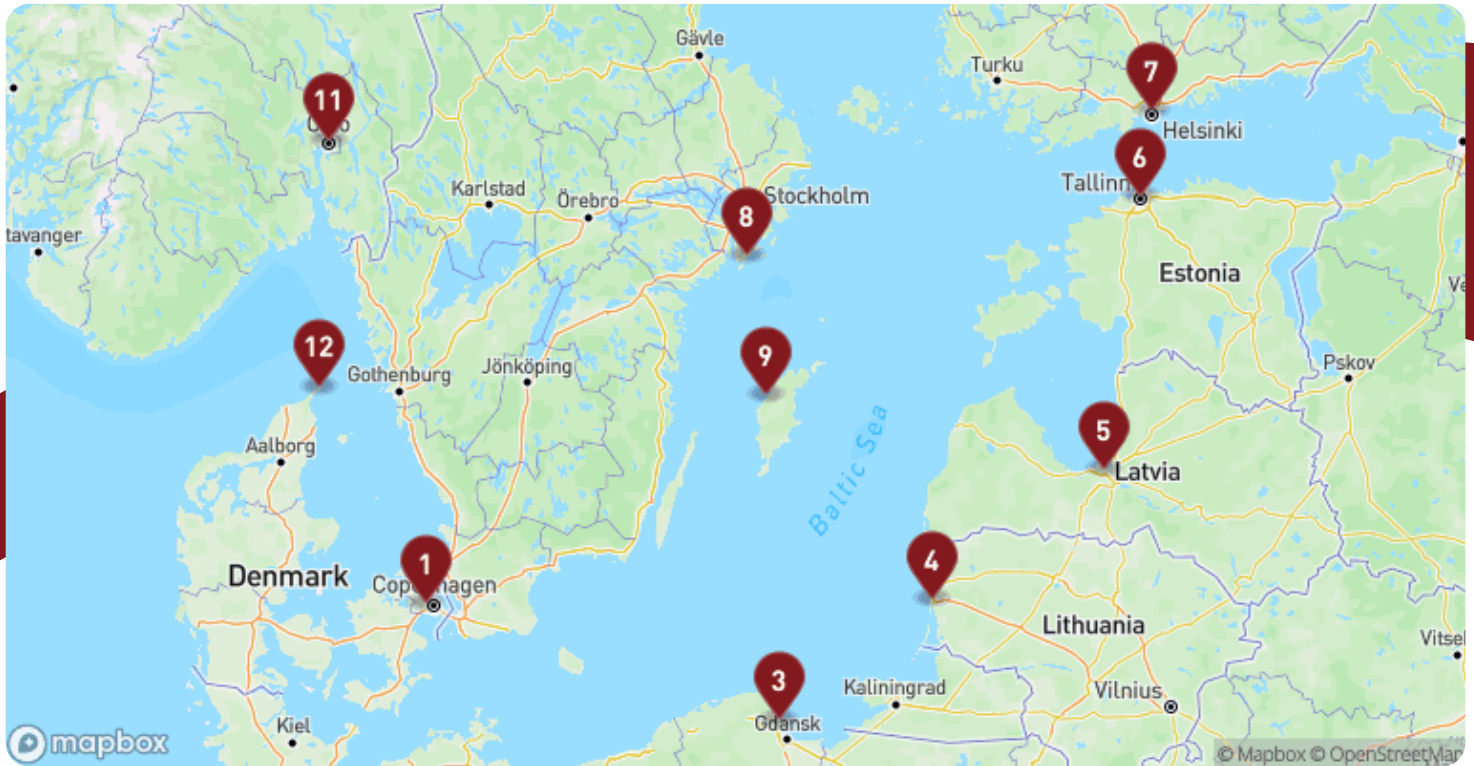 Gävle
Turku
7
11
Helsinki
6
Tallinn
Karlstad
Örebro
Stockholm
8
tavanger
Estonia
12
9
Gothenburg
Jönköping
Pskov
5
Aalborg
Latvia
Baltic Sea
1
4
Denmark
Copenhagen
Lithuania
3
Kaliningrad
Vilnius
Gdansk
Kiel
mapbox
© Mapbox © OpenStreetMap